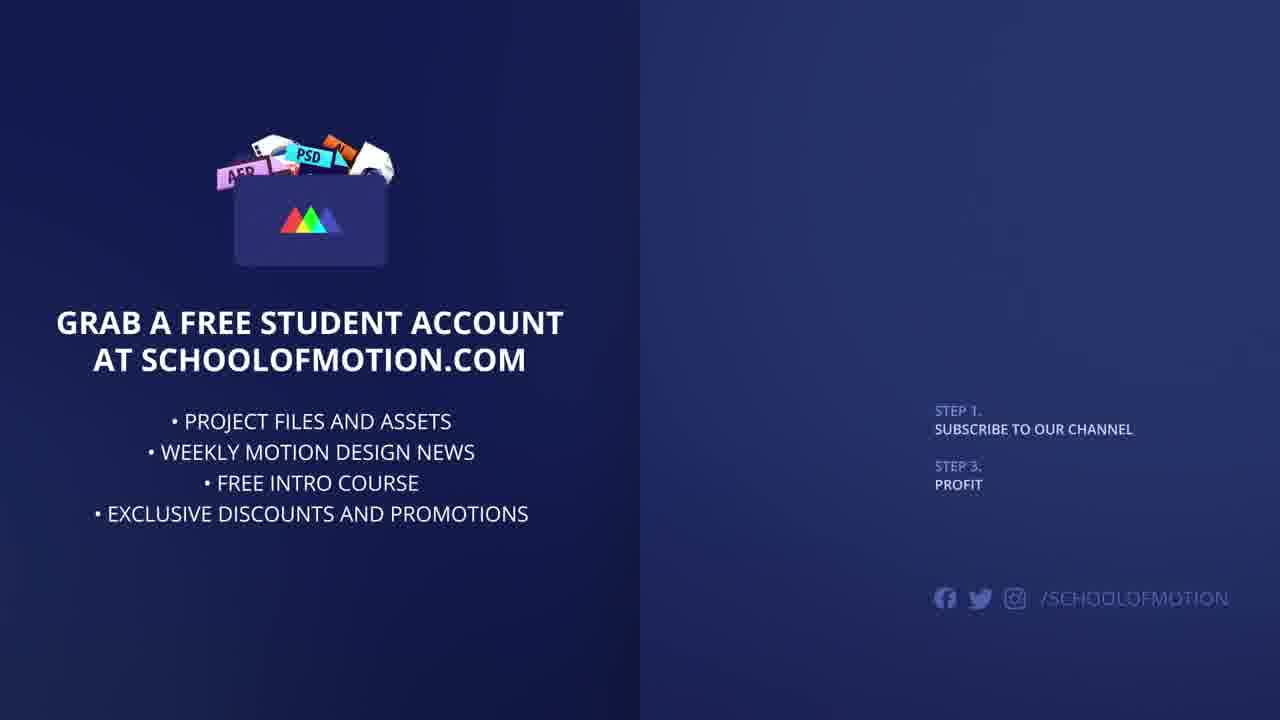 AEP
PSD
GRAB A FREE STUDENT ACCOUNT
AT SCHOOLOFMOTION.COM
• PROJECT FILES AND ASSETS
• WEEKLY MOTION DESIGN NEWS
• FREE INTRO COURSE
• EXCLUSIVE DISCOUNTS AND PROMOTIONS
STEP 1.
SUBSCRIBE TO OUR CHANNEL
STEP 3.
PROFIT
/SCHOOLOFMOTION